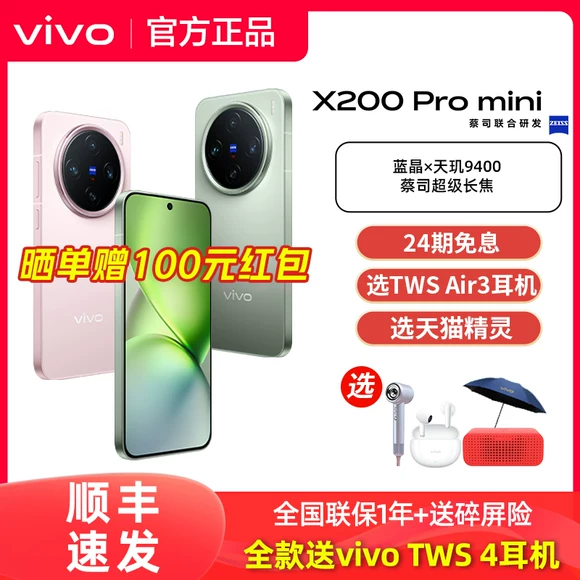 vivo 官方正品
X200 Pro mini
蔡司联合研发 ZEISS
蓝晶×天玑9400
蔡司超级长焦
24期免息
选TWS Air3耳机
选天猫精灵
晒单赠100元红包
vivo
vivo
选
vivo
顺丰
速发
全国联保1年+送碎屏险
全款送vivo TWS 4耳机